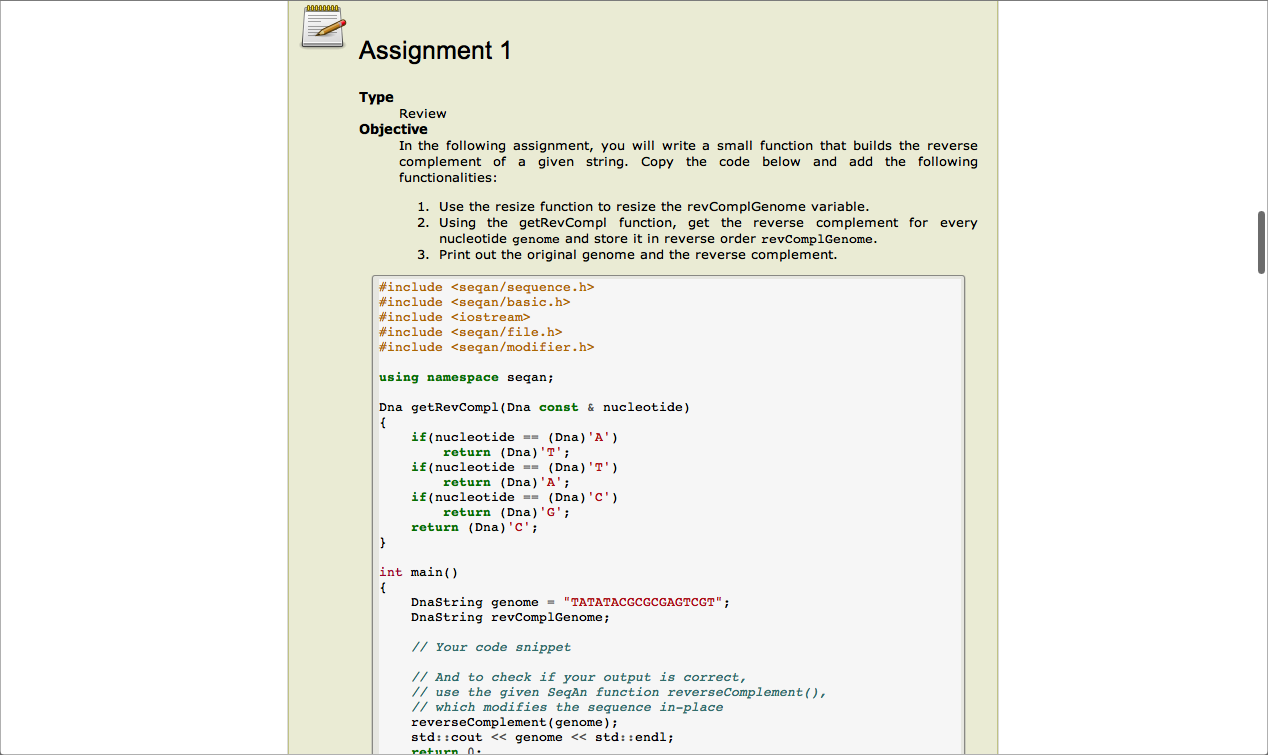 Assignment 1
Type
Review
Objective
In the following assignment, you will write a small function that builds the reverse
complement of a given string. Copy the code below and add the following
functionalities:
1. Use the resize function to resize the revComplGenome variable.
2. Using the getRevCompl function, get the reverse complement for every
nucleotide genome and store it in reverse order revComplGenome.
3. Print out the original genome and the reverse complement.
#include <seqan/sequence.h>
#include <seqan/basic.h>
#include <iostream>
#include <seqan/file.h>
#include <seqan/modifier.h>
using namespace seqan;
Dna getRevCompl(Dna const & nucleotide)
{
    if(nucleotide == (Dna)'A')
        return (Dna)'T';
    if(nucleotide == (Dna)'T')
        return (Dna)'A';
    if(nucleotide == (Dna)'C')
        return (Dna)'G';
    return (Dna)'C';
}
int main()
{
    DnaString genome = "TATATACGCGCGAGTCGT";
    DnaString revComplGenome;
    // Your code snippet
    // And to check if your output is correct,
    // use the given SeqAn function reverseComplement(),
    // which modifies the sequence in-place
    reverseComplement(genome);
    std::cout << genome << std::endl;
    return 0;